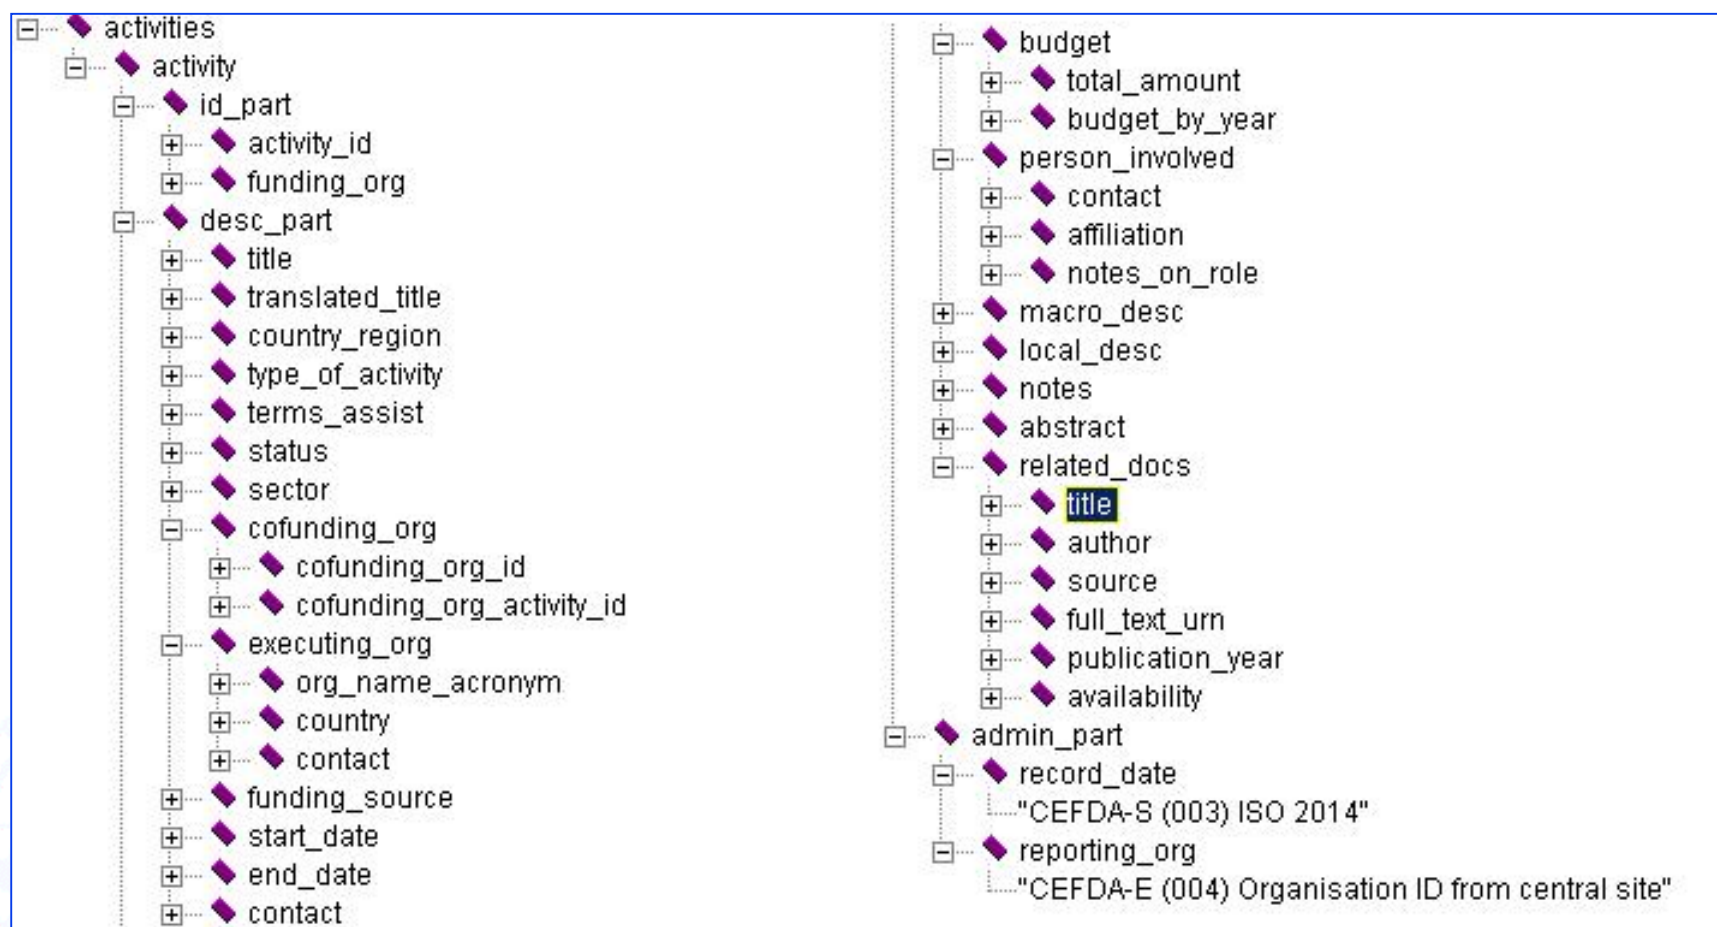 activities
activity
id_part
activity_id
funding_org
desc_part
title
translated_title
country_region
type_of_activity
terms_assist
status
sector
cofunding_org
cofunding_org_id
cofunding_org_activity_id
executing_org
org_name_acronym
country
contact
funding_source
start_date
end_date
contact
budget
total_amount
budget_by_year
person_involved
contact
affiliation
notes_on_role
macro_desc
local_desc
notes
abstract
related_docs
title
author
source
full_text_urn
publication_year
availability
admin_part
record_date
"CEFDA-S (003) ISO 2014"
reporting_org
"CEFDA-E (004) Organisation ID from central site"